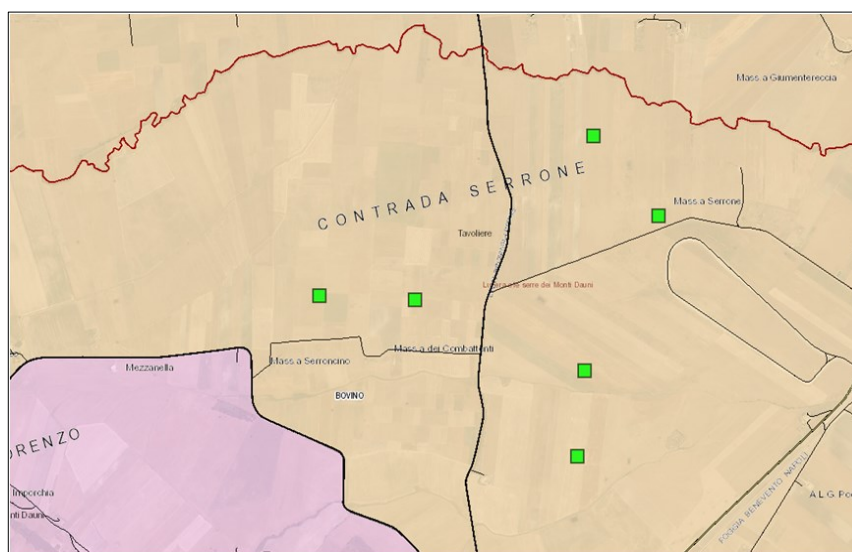 Mass.a Giumentereccia
CONTRADA SERRONE
Mass.a Serrone
Tavoliere
Lucera e le serre dei Monti Dauni
Mass.a dei Combattenti
Mass.a Serroncino
Mezzanella
BOVINO
ORENZO
Imporchia
nti Dauni
FOGGIA BENEVENTO NAPOLI
A.L.G. Po